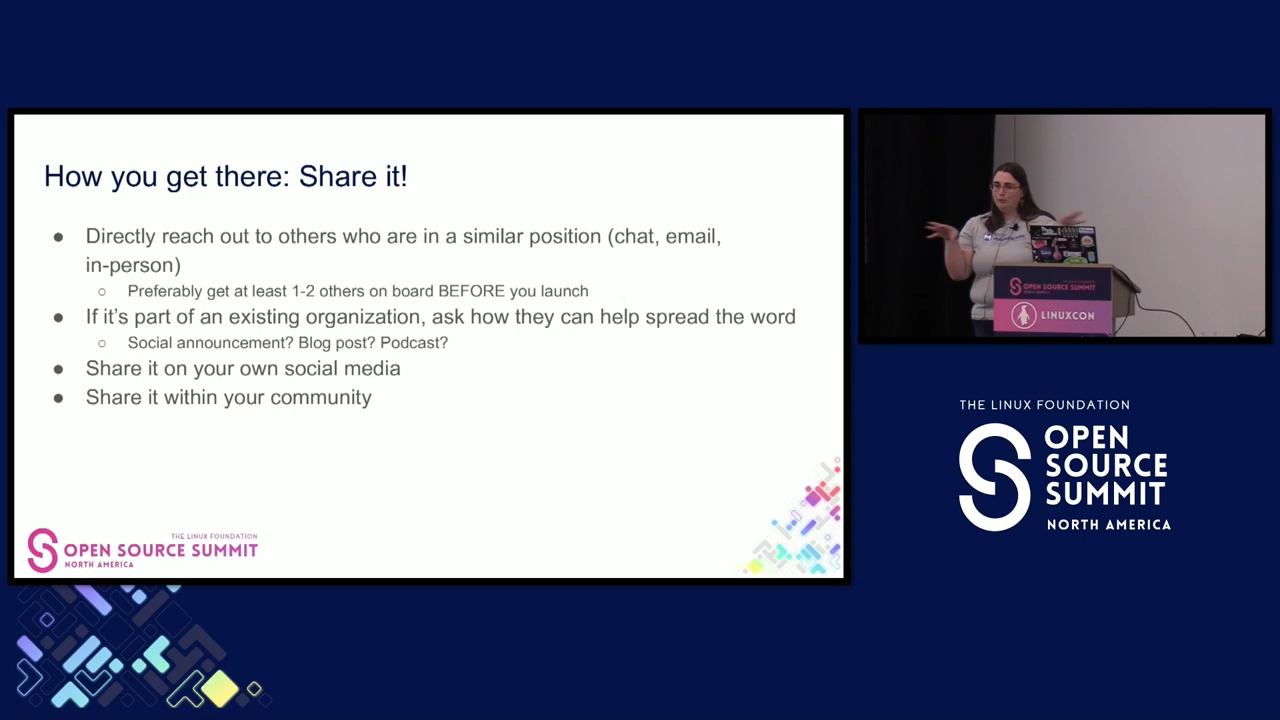 How you get there: Share it!
● Directly reach out to others who are in a similar position (chat, email,
in-person)
○ Preferably get at least 1-2 others on board BEFORE you launch
● If it's part of an existing organization, ask how they can help spread the word
○ Social announcement? Blog post? Podcast?
● Share it on your own social media
● Share it within your community
THE LINUX FOUNDATION
OPEN SOURCE SUMMIT
NORTH AMERICA
OPEN SOURCE SUMMIT
LINUXCON
THE LINUX FOUNDATION
OPEN
SOURCE
SUMMIT
NORTH AMERICA